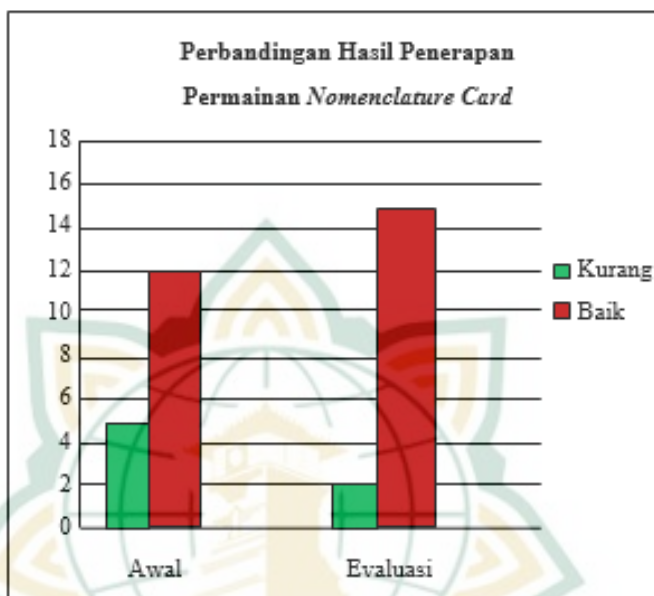 Perbandingan Hasil Penerapan
Permainan Nomenclature Card
18
16
14
12
10
8
6
4
2
0
Awal
Evaluasi
Kurang
Baik